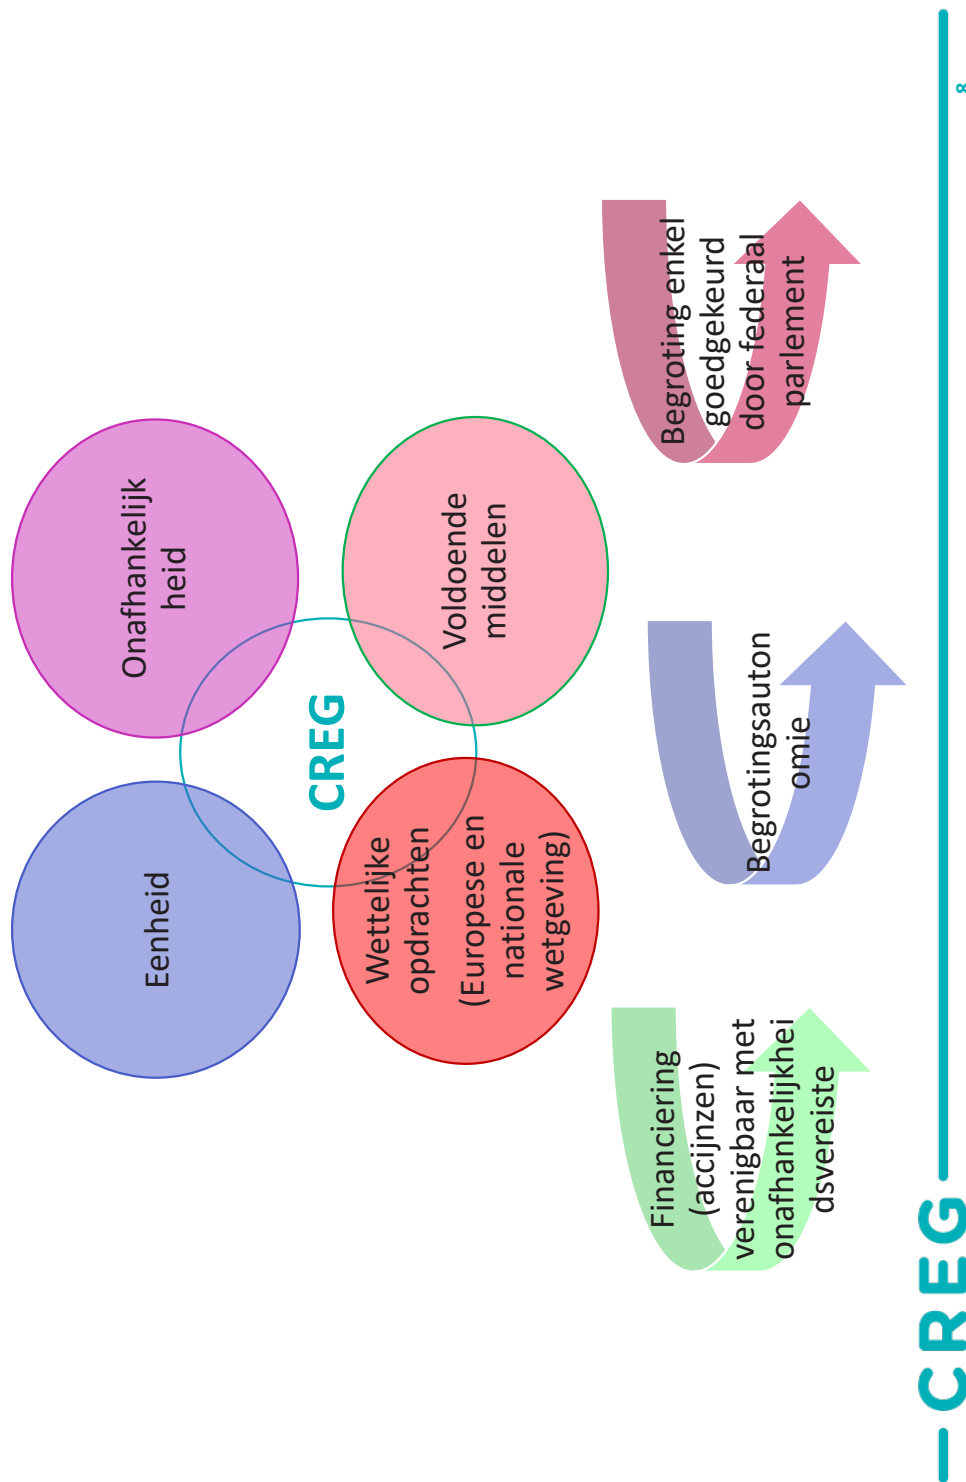 Eenheid
Onafhankelijk
heid
CREG
Wettelijke
opdrachten
(Europese en
nationale
wetgeving)
Voldoende
middelen
Financiering
(accijnzen)
verenigbaar met
onafhankelijkhei
dsvereiste
Begrotingsauton
omie
Begroting enkel
goedgekeurd
door federaal
parlement
CREG
8